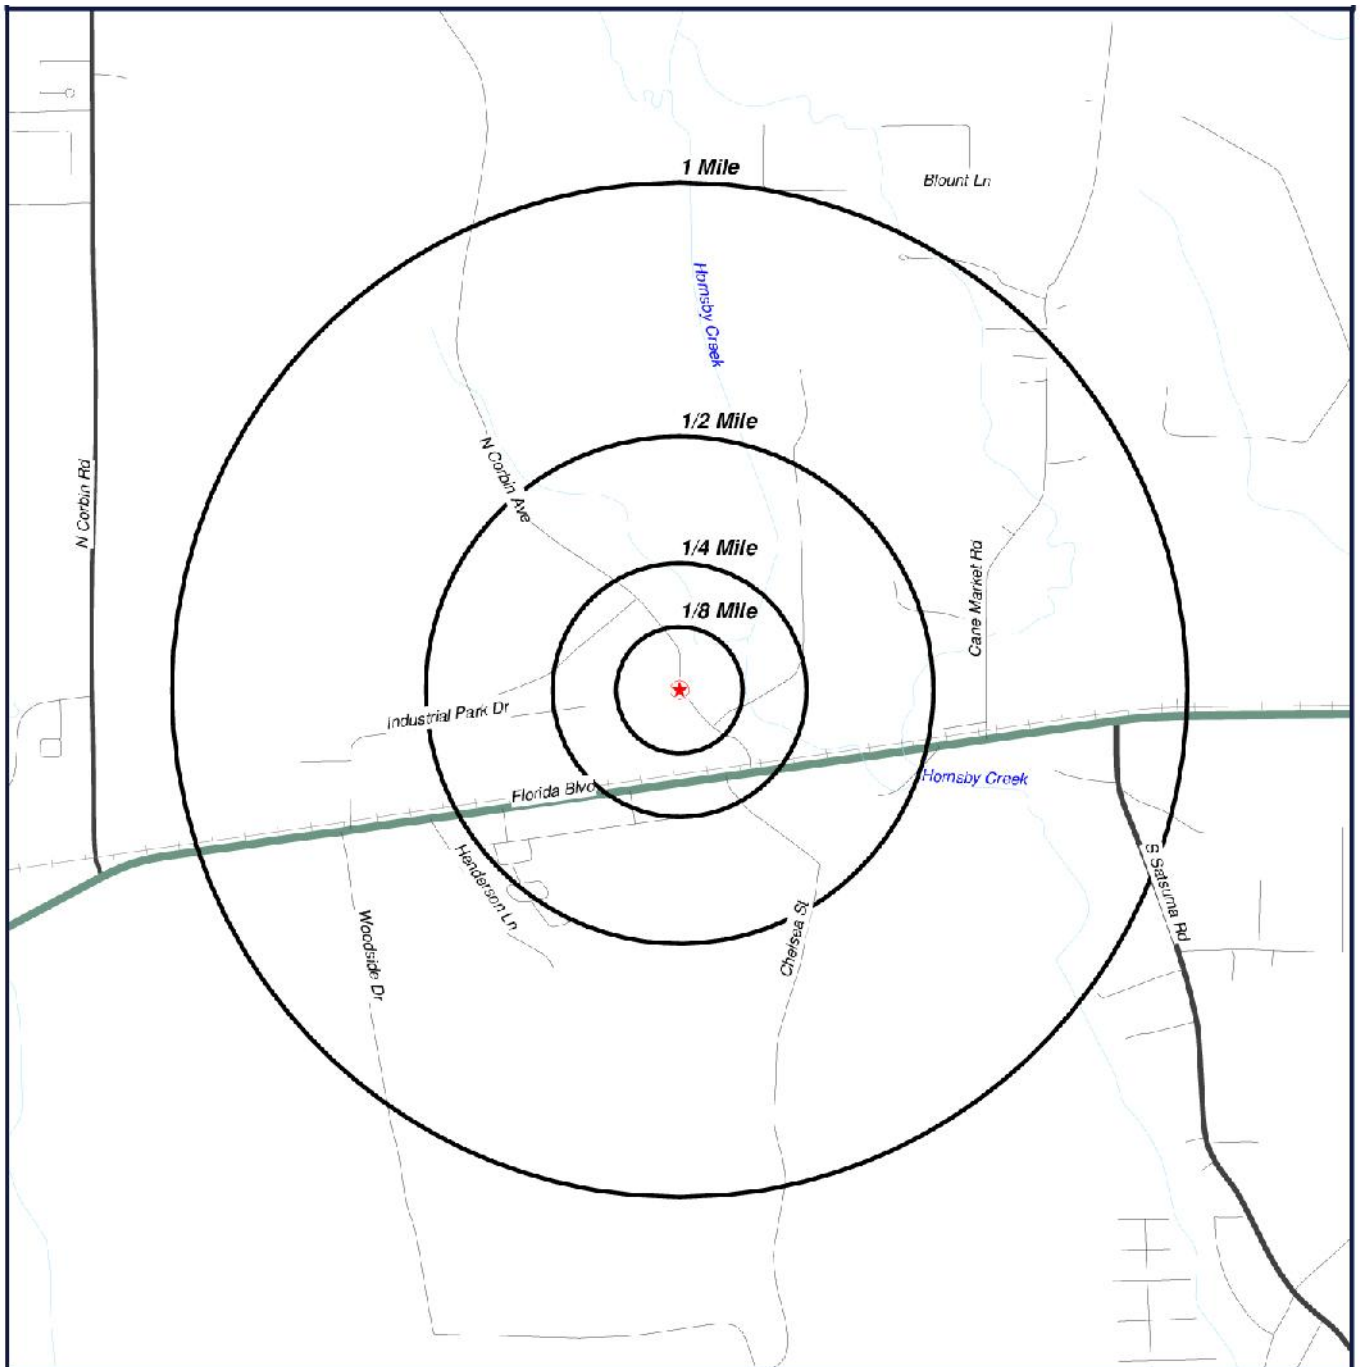 1 Mile
Blount Ln
Hornsby Creek
1/2 Mile
N Corbin Ave
N Corbin Rd
1/4 Mile
Cane Market Rd
1/8 Mile
Industrial Park Dr
Hornsby Creek
Florida Blvd
Henderson Ln
S Satsuma Rd
Chelsea St
Woodside Dr